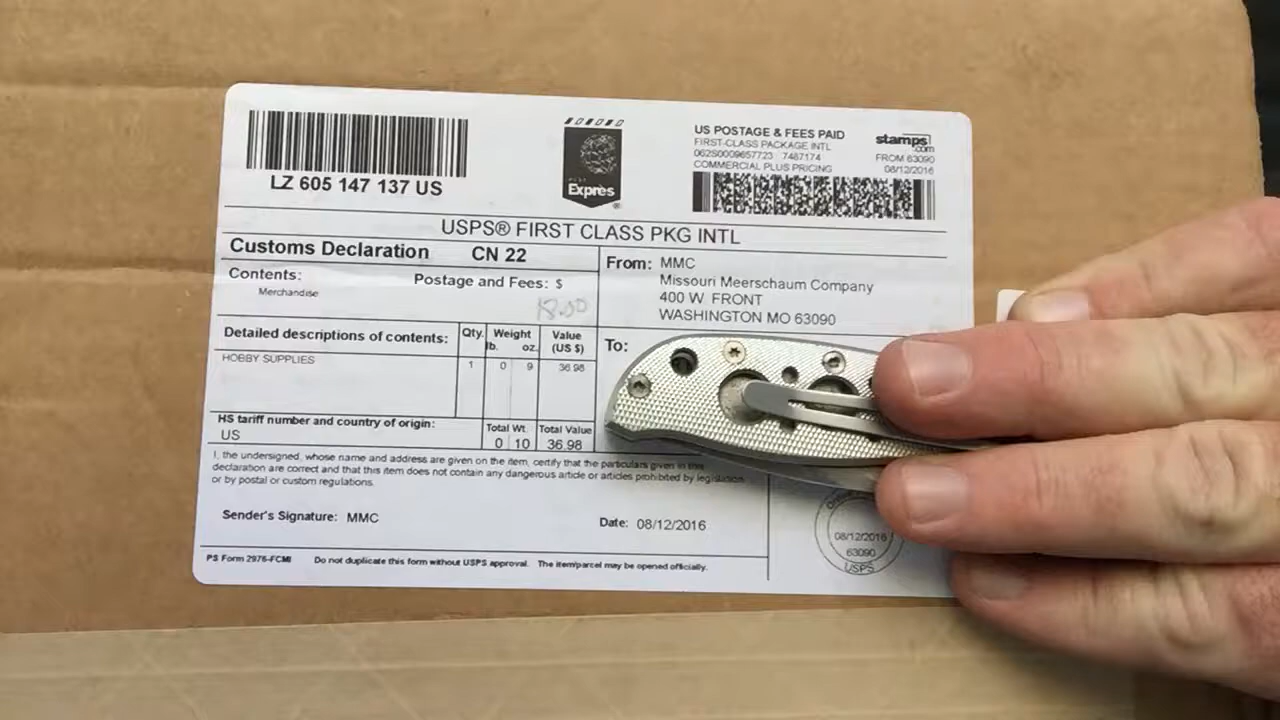 LZ 605 147 137 US
Exprès
®
US POSTAGE & FEES PAID
FIRST-CLASS PACKAGE INTL
062S0009657723 7487174
COMMERCIAL PLUS PRICING
stamps
.com
FROM 63090
08/12/2016
USPS® FIRST CLASS PKG INTL
Customs Declaration CN 22
Contents: Postage and Fees: $
Merchandise
18.00
From: MMC
Missouri Meerschaum Company
400 W. FRONT
WASHINGTON MO 63090
Detailed descriptions of contents: Qty. Weight Value
lb. oz. (US $)
HOBBY SUPPLIES 1 0 9 36.98
To:
HS tariff number and country of origin: Total Wt. Total Value
US 0 10 36.98
I, the undersigned, whose name and address are given on the item, certify that the particulars given in this
declaration are correct and that this item does not contain any dangerous article or articles prohibited by legislation
or by postal or custom regulations.
Sender's Signature: MMC Date: 08/12/2016
08/12/2016
63090
USPS
PS Form 2976-FCMI Do not duplicate this form without USPS approval. The item/parcel may be opened officially.